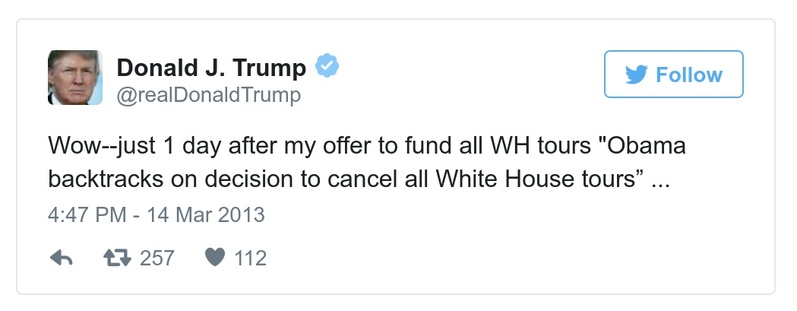 Donald J. Trump
@realDonaldTrump
Follow
Wow--just 1 day after my offer to fund all WH tours "Obama
backtracks on decision to cancel all White House tours” ...
4:47 PM - 14 Mar 2013
257 112